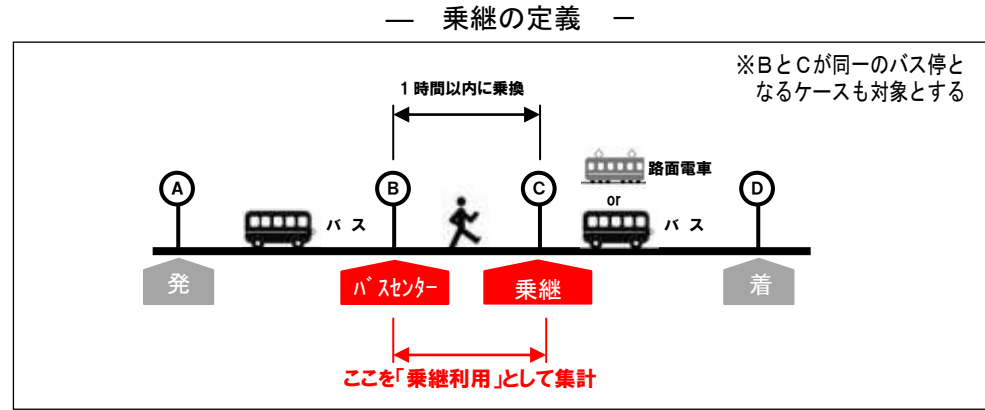 ― 乗継の定義 －
※ＢとＣが同一のバス停と
なるケースも対象とする
１時間以内に乗換
路面電車
A
B
C
D
or
バス
バス
発
バスセンター
乗継
着
ここを「乗継利用」として集計